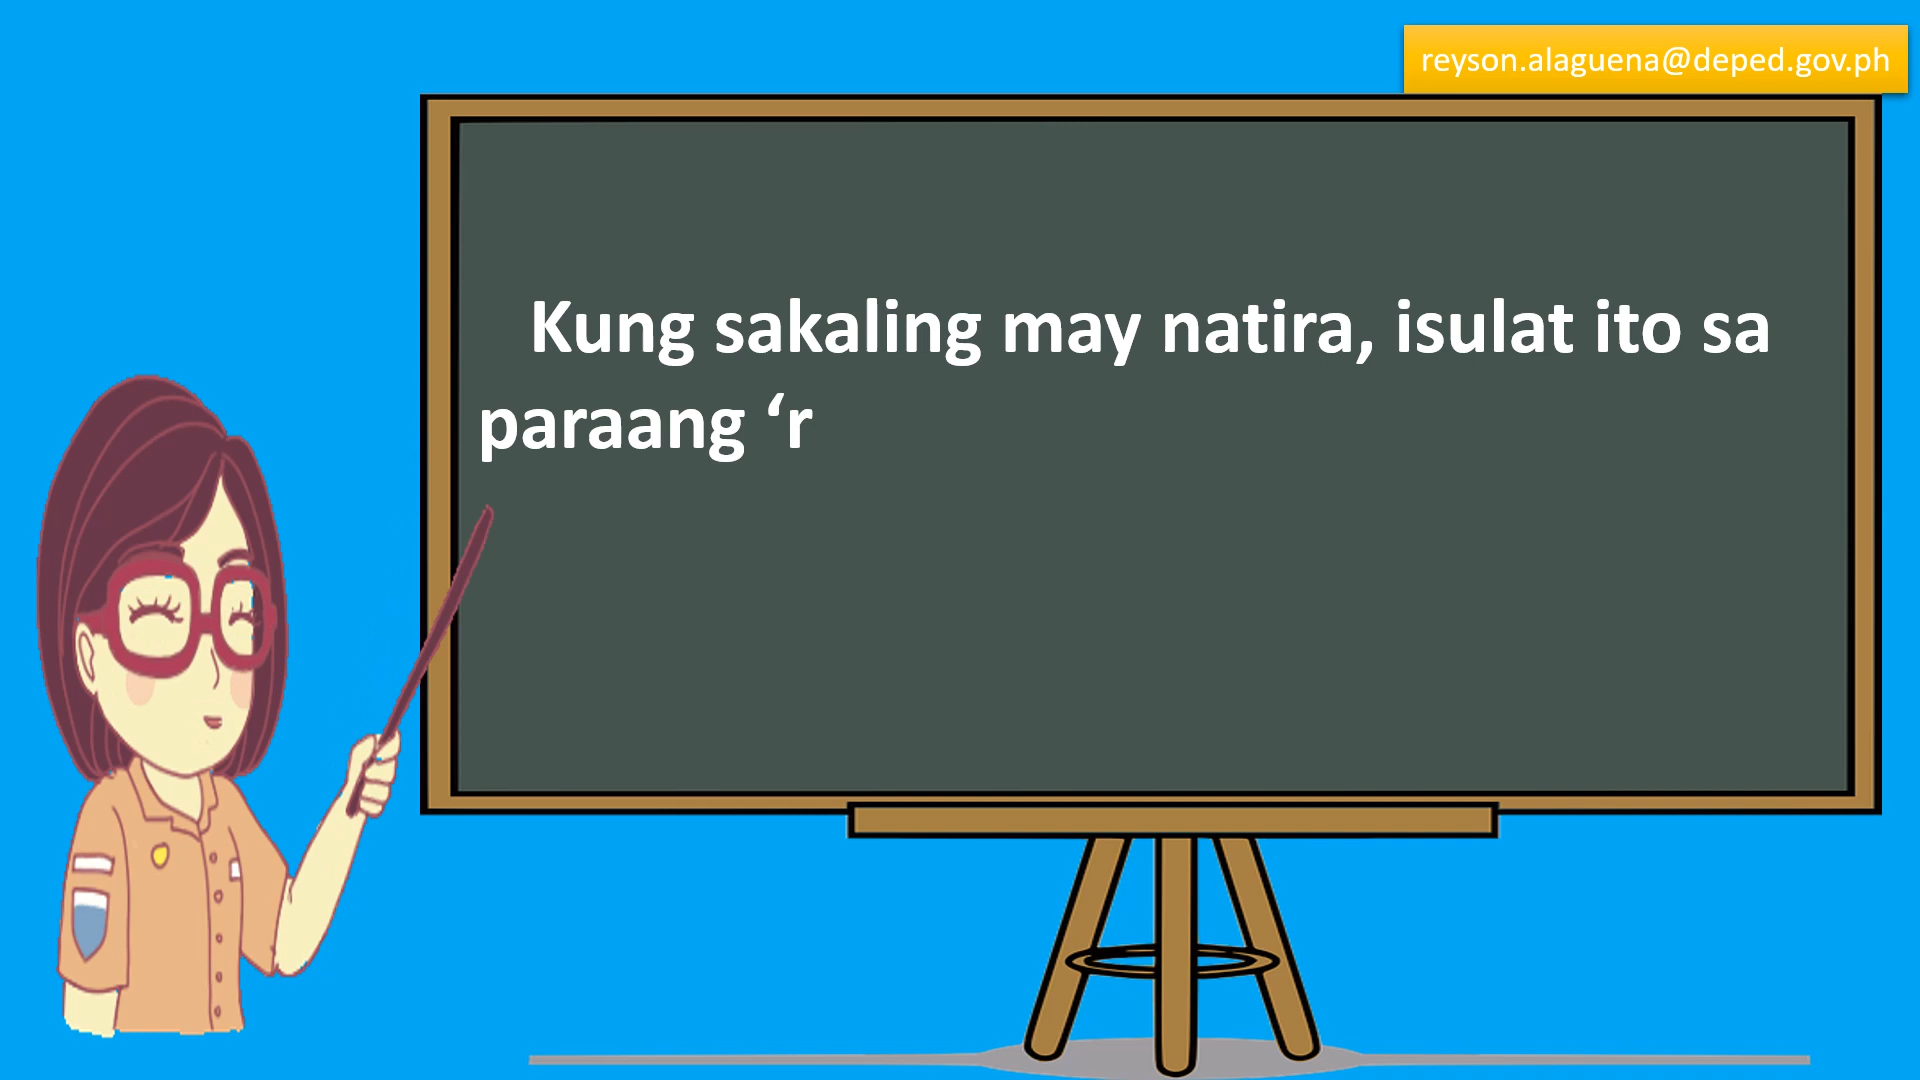 reyson.alaguena@deped.gov.ph
Kung sakaling may natira, isulat ito sa
paraang ‘r